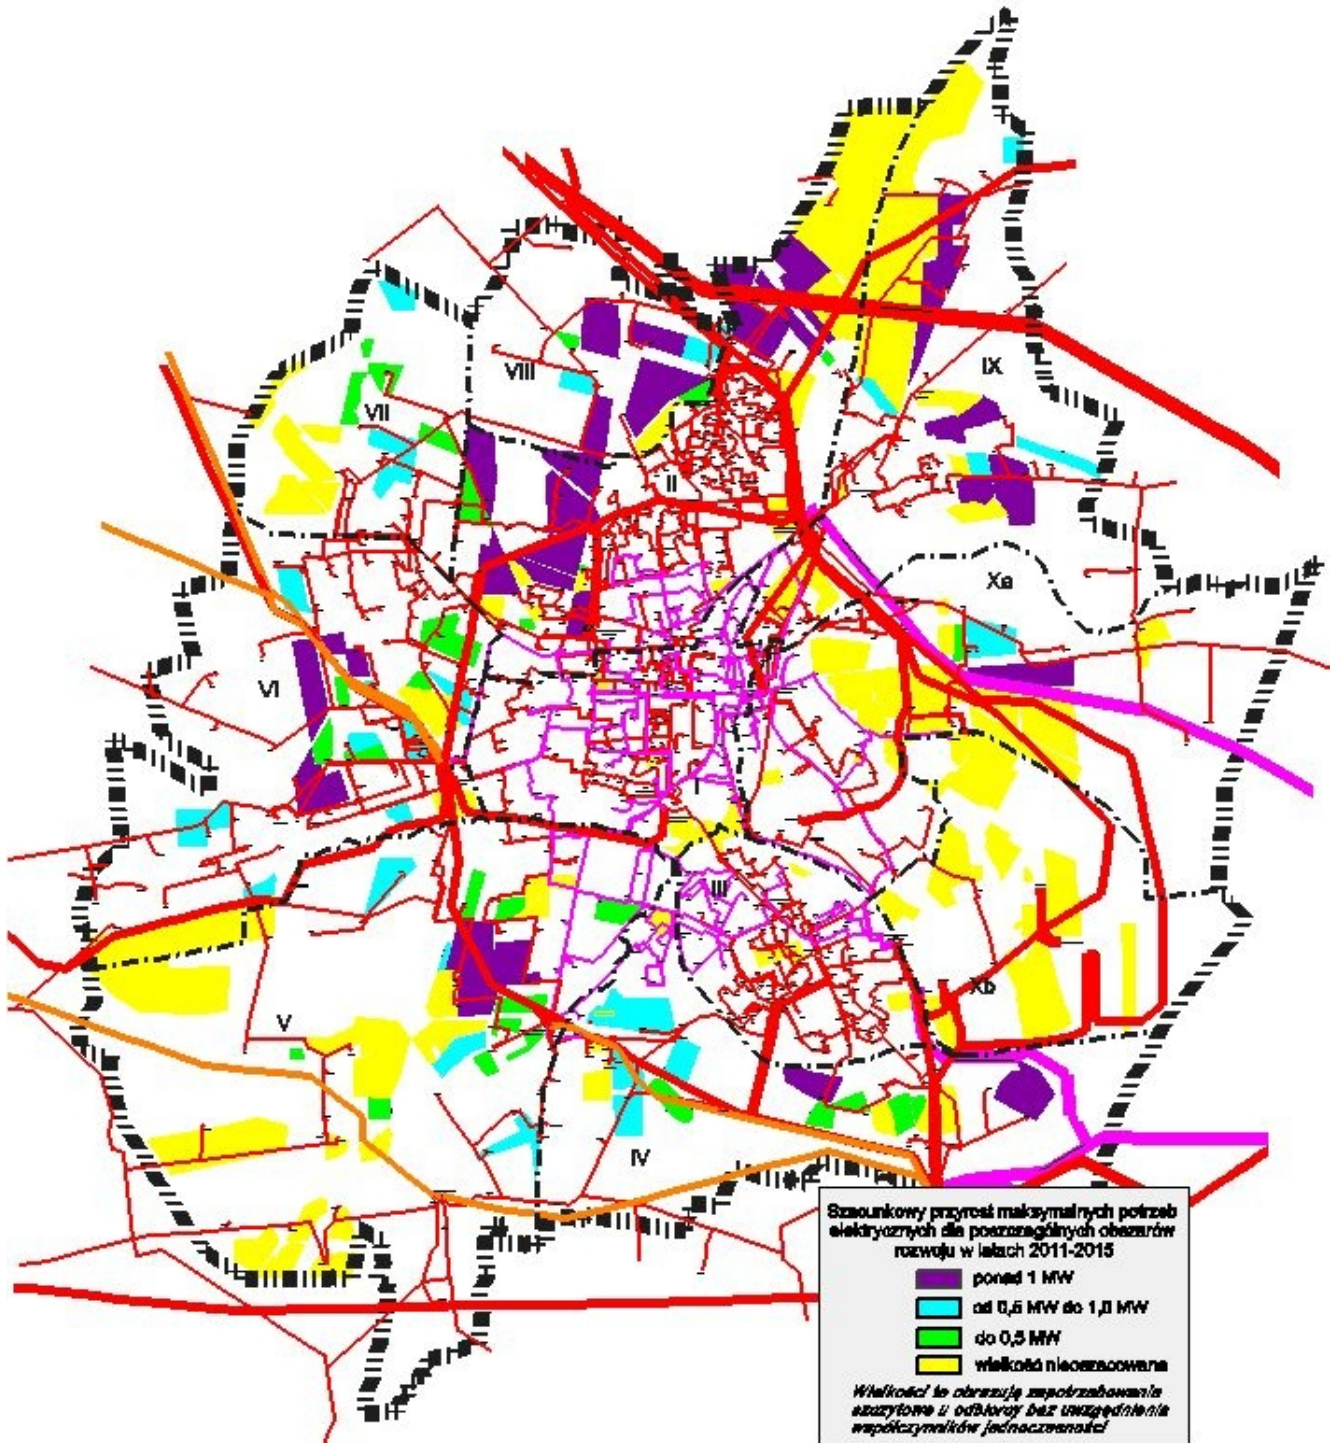 IX
VIII
VII
II
Xa
VI
I
III
Xb
V
IV
Szacunkowy przyrost maksymalnych potrzeb
elektrycznych dla poszczególnych obszarów
rozwoju w latach 2011-2015
ponad 1 MW
od 0,5 MW do 1,0 MW
do 0,5 MW
wielkość nieoszacowana
Wielkości te obrazują zapotrzebowanie
szczytowe u odbiorcy bez uwzględnienia
współczynników jednoczesności